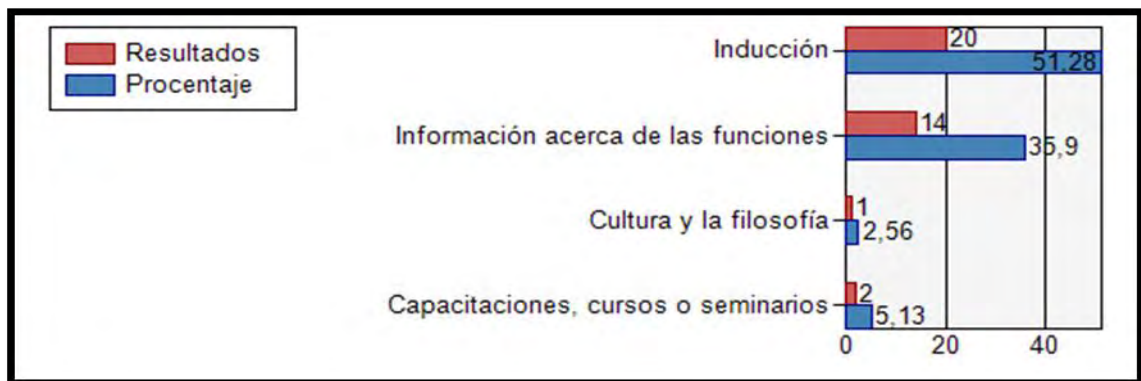 Resultados
Procentaje
Inducción
20
51,28
Información acerca de las funciones
14
35,9
Cultura y la filosofía
1
2,56
Capacitaciones, cursos o seminarios
2
5,13
0 20 40